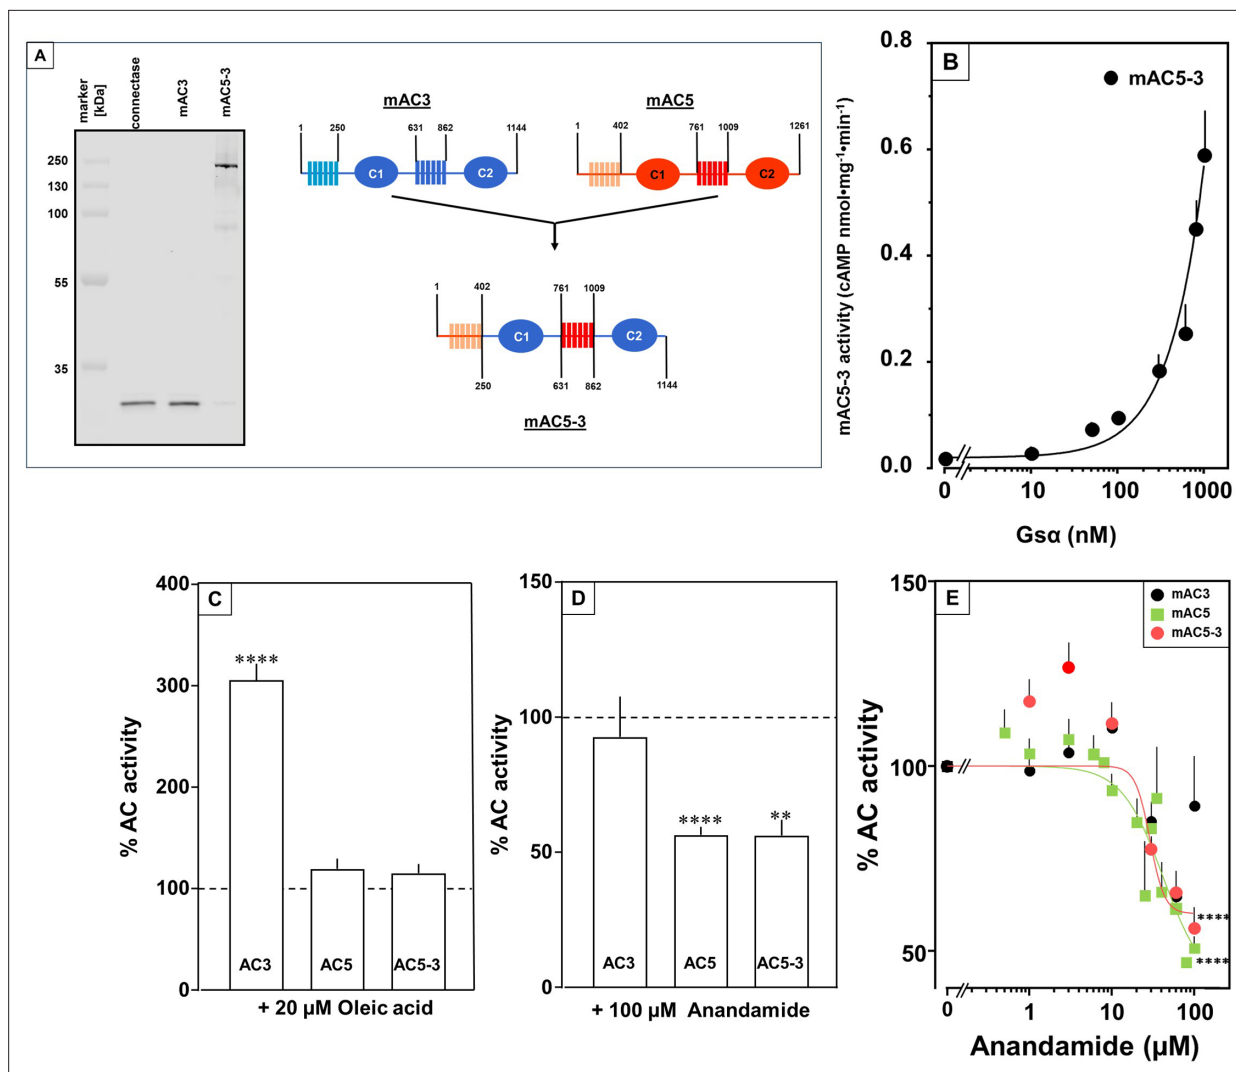 A
marker
[kDa]
connectase
mAC3
mAC5-3
250
130
100
55
35
mAC3
1 250 631 862 1144
C1 C2
mAC5
1 402 761 1009 1261
C1 C2
1 402 761 1009
C1 C2
250 631 862 1144
mAC5-3
B
mAC5-3
mAC5-3 activity (cAMP nmol•mg⁻¹•min⁻¹)
0.8
0.6
0.4
0.2
0.0
0 10 100 1000
Gsα (nM)
C
% AC activity
400
300
200
100
0
****
AC3 AC5 AC5-3
+ 20 µM Oleic acid
D
% AC activity
150
100
50
0
**** **
AC3 AC5 AC5-3
+ 100 µM Anandamide
E
mAC3
mAC5
mAC5-3
% AC activity
150
100
50
****
****
0 1 10 100
Anandamide (µM)